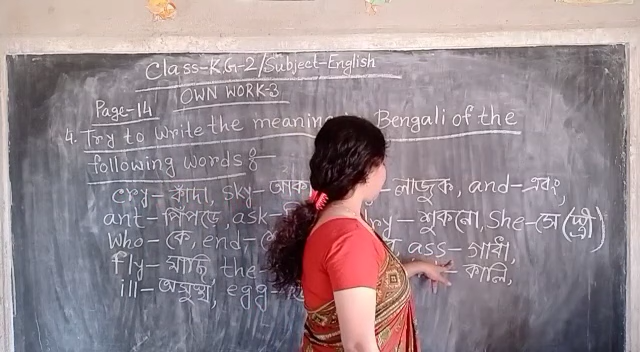 Class-K.G-2/Subject-English
OWN WORK-3
Page-14
4. Try to write the meaning Bengali of the
following words :-
cry- কাঁদা, sky- লাজুক, and-এবং,
ant- পিঁপড়ে, ask- শুকনো, She-সে (স্ত্রী)
who- কে, end- ass- গাধা,
fly- মাছি, the- কালি,
ill- অসুস্থ, egg-